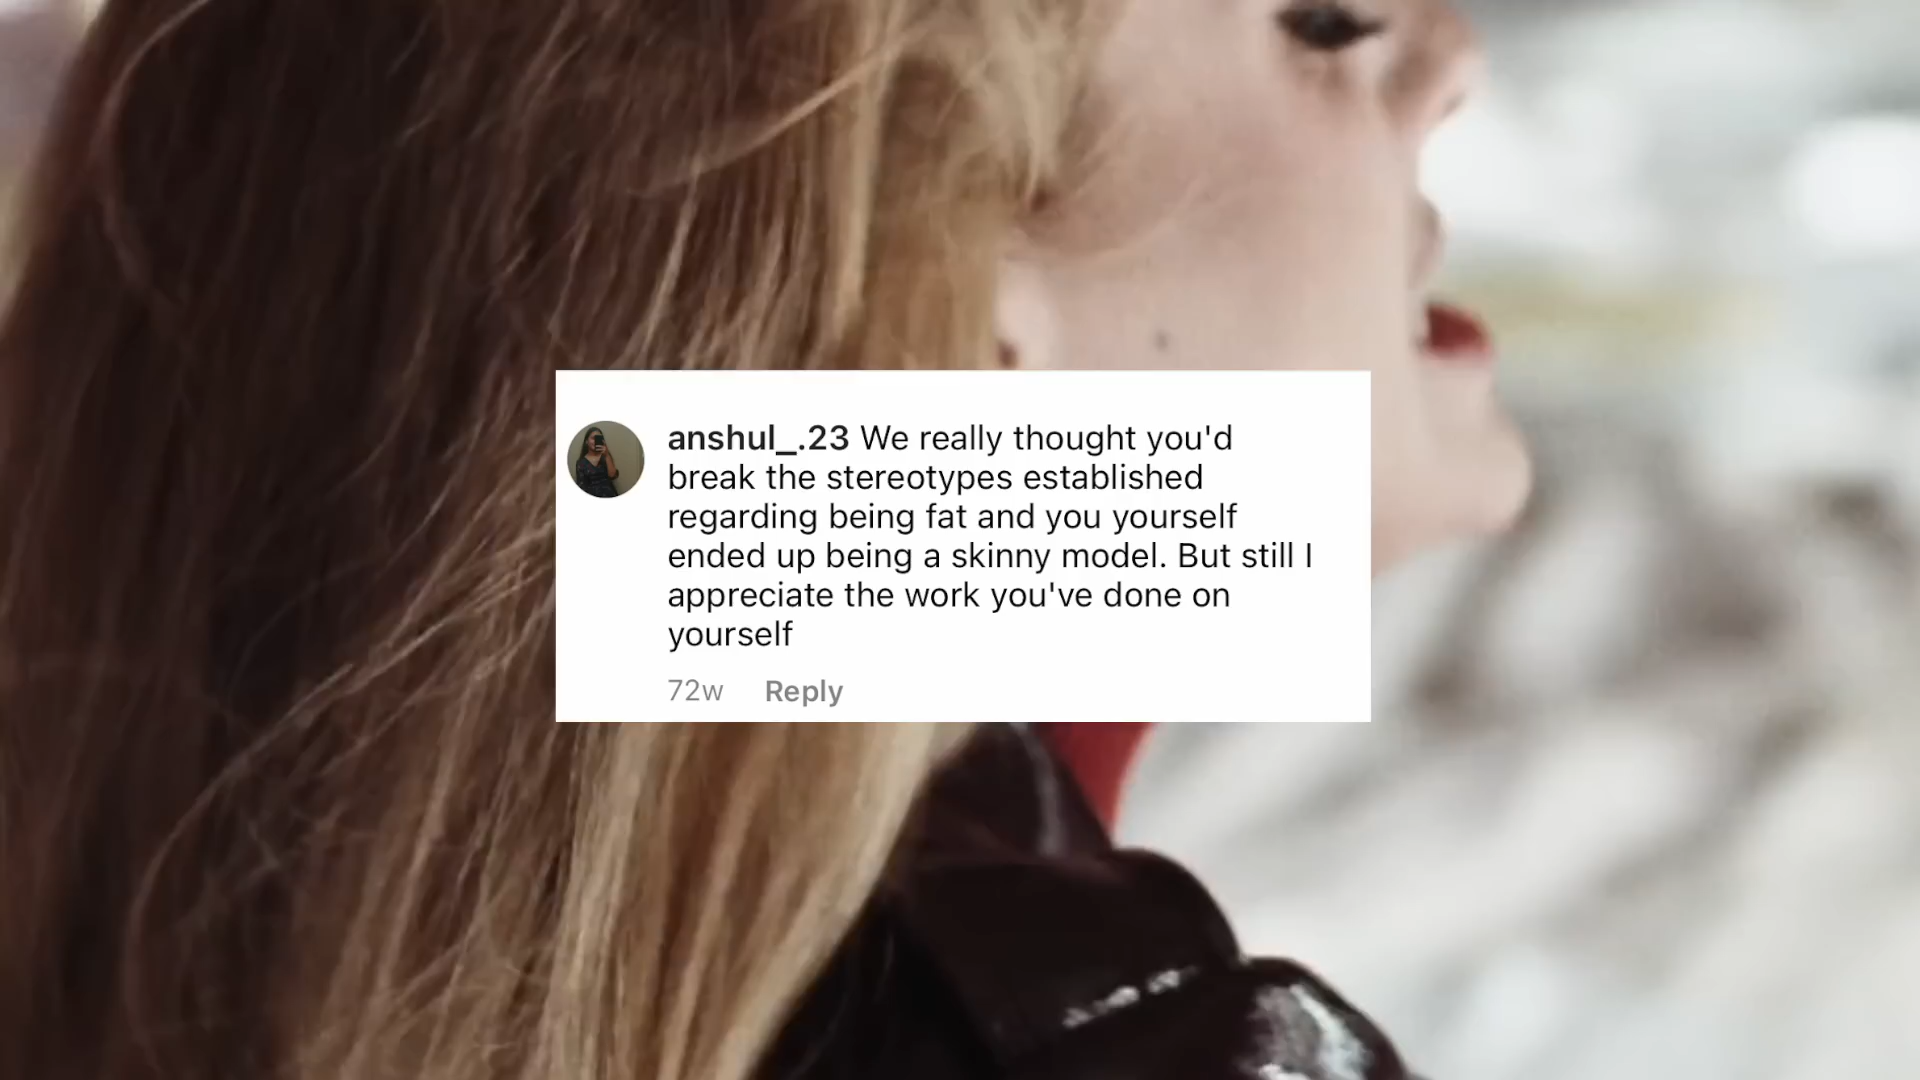 anshul_.23 We really thought you'd
break the stereotypes established
regarding being fat and you yourself
ended up being a skinny model. But still I
appreciate the work you've done on
yourself
72w Reply